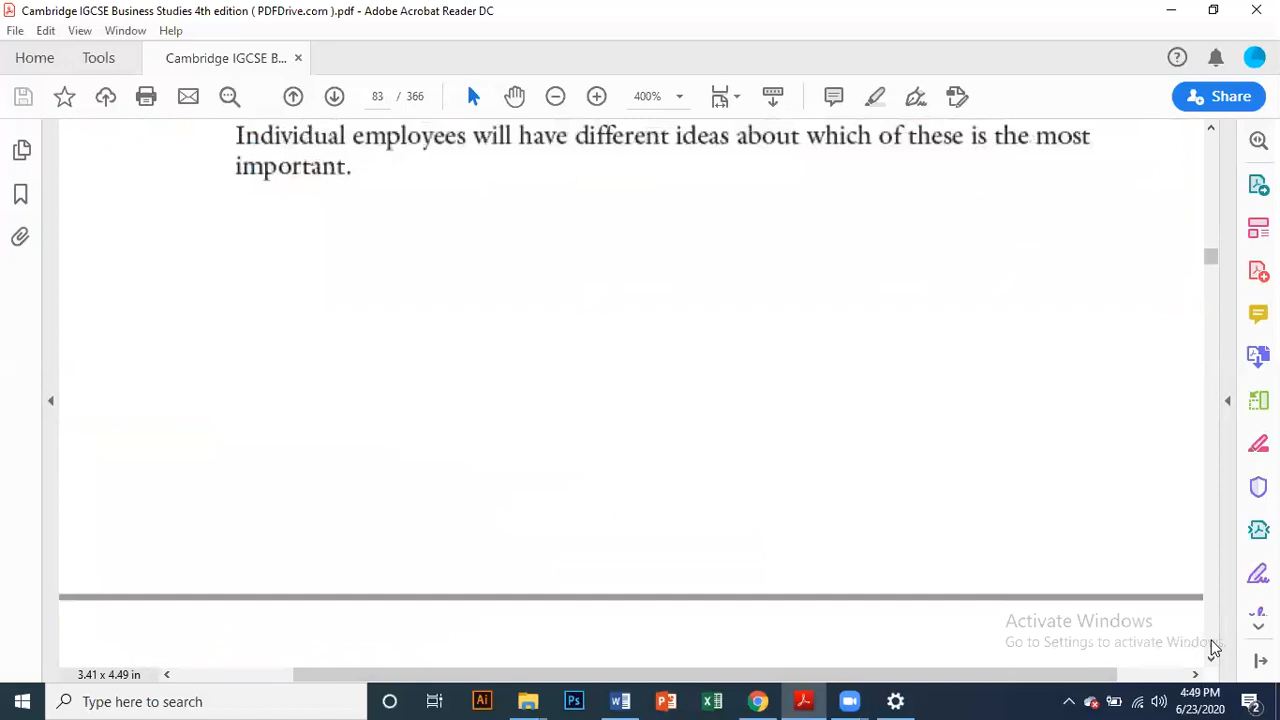 Cambridge IGCSE Business Studies 4th edition ( PDFDrive.com ).pdf - Adobe Acrobat Reader DC
File Edit View Window Help
Home Tools Cambridge IGCSE B... ×
83 / 366 400% Share
Individual employees will have different ideas about which of these is the most
important.
Activate Windows
Go to Settings to activate Windows.
3.41 x 4.49 in
Type here to search
4:49 PM
6/23/2020